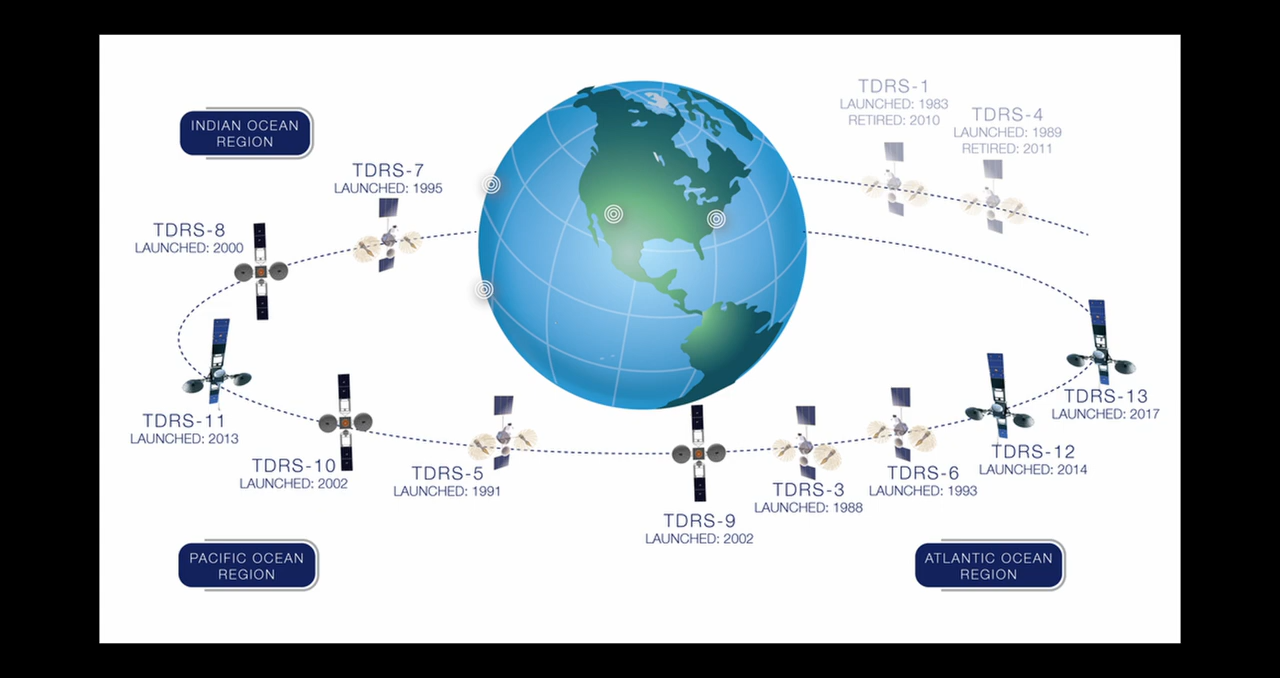 TDRS-1
LAUNCHED: 1983
RETIRED: 2010
TDRS-4
LAUNCHED: 1989
RETIRED: 2011
INDIAN OCEAN
REGION
TDRS-7
LAUNCHED: 1995
TDRS-8
LAUNCHED: 2000
TDRS-11
LAUNCHED: 2013
TDRS-10
LAUNCHED: 2002
TDRS-5
LAUNCHED: 1991
TDRS-9
LAUNCHED: 2002
TDRS-3
LAUNCHED: 1988
TDRS-6
LAUNCHED: 1993
TDRS-12
LAUNCHED: 2014
TDRS-13
LAUNCHED: 2017
PACIFIC OCEAN
REGION
ATLANTIC OCEAN
REGION